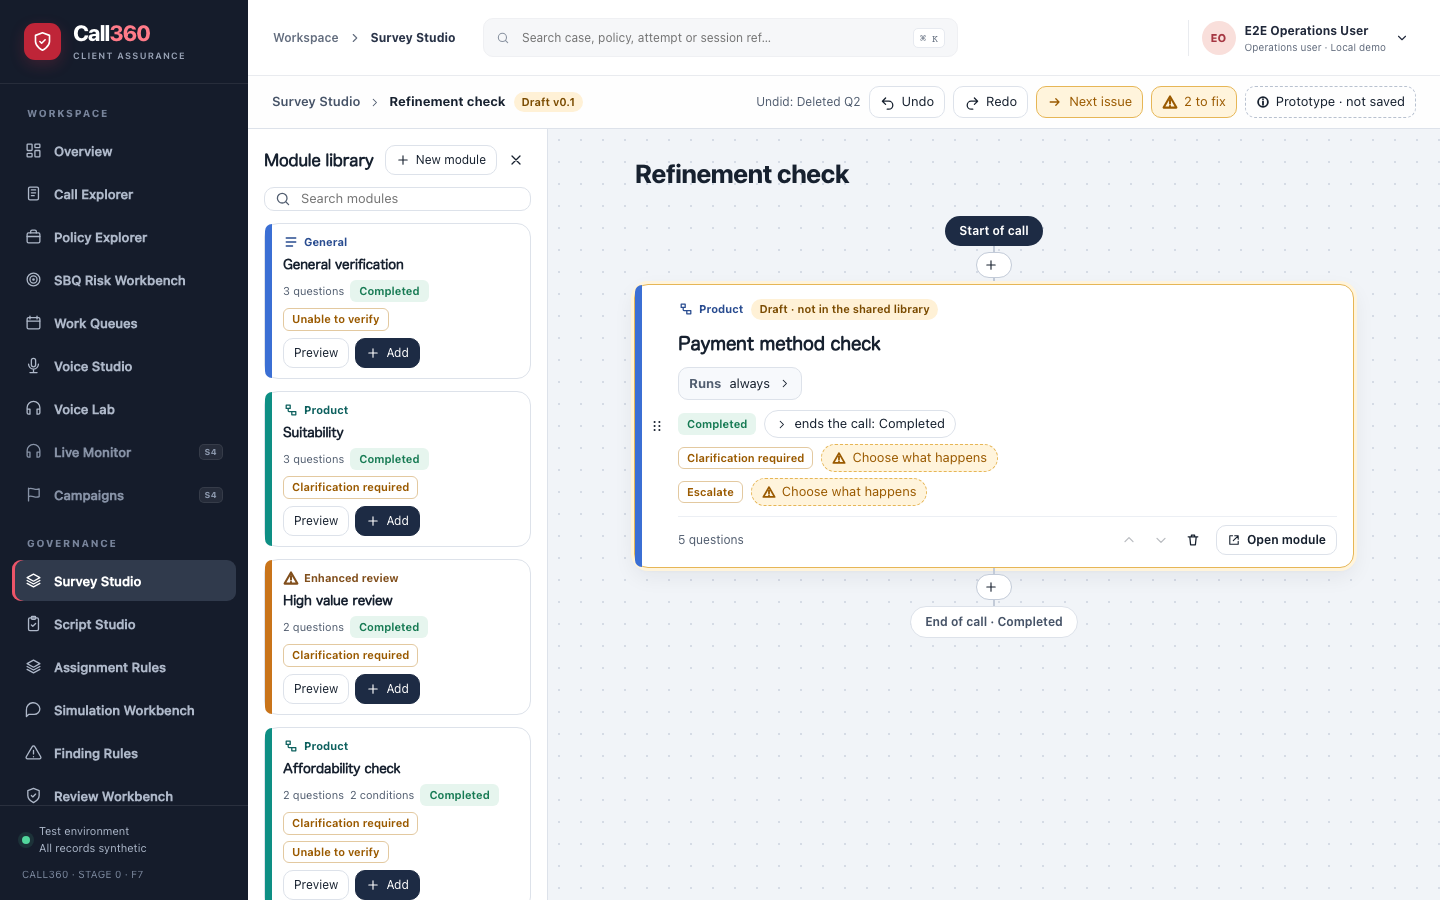 Call360
CLIENT ASSURANCE
WORKSPACE
Overview
Call Explorer
Policy Explorer
SBQ Risk Workbench
Work Queues
Voice Studio
Voice Lab
Live Monitor S4
Campaigns S4
GOVERNANCE
Survey Studio
Script Studio
Assignment Rules
Simulation Workbench
Finding Rules
Review Workbench
Test environment
All records synthetic
CALL360 · STAGE 0 · F7
Workspace > Survey Studio
Search case, policy, attempt or session ref...
⌘ K
EO
E2E Operations User
Operations user · Local demo
Survey Studio > Refinement check Draft v0.1
Undid: Deleted Q2
Undo
Redo
Next issue
2 to fix
Prototype · not saved
Module library
+ New module
Search modules
General
General verification
3 questions Completed
Unable to verify
Preview + Add
Product
Suitability
3 questions Completed
Clarification required
Preview + Add
Enhanced review
High value review
2 questions Completed
Clarification required
Preview + Add
Product
Affordability check
2 questions 2 conditions Completed
Clarification required
Unable to verify
Preview + Add
Refinement check
Start of call
+
Product Draft · not in the shared library
Payment method check
Runs always >
Completed > ends the call: Completed
Clarification required Choose what happens
Escalate Choose what happens
5 questions
Open module
+
End of call · Completed